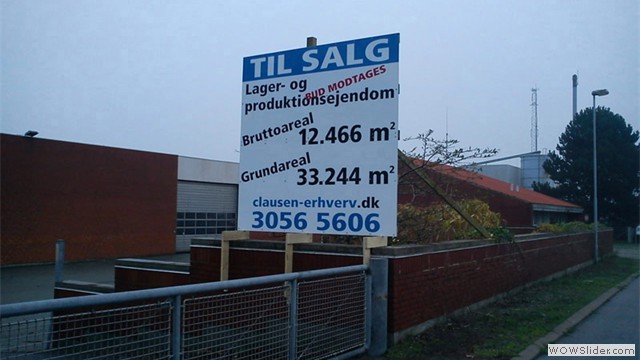 TIL SALG
Lager- og
BUD MODTAGES
produktionsejendom
Bruttoareal
12.466 m²
Grundareal
33.244 m²
clausen-erhverv.dk
3056 5606
WOWSlider.com